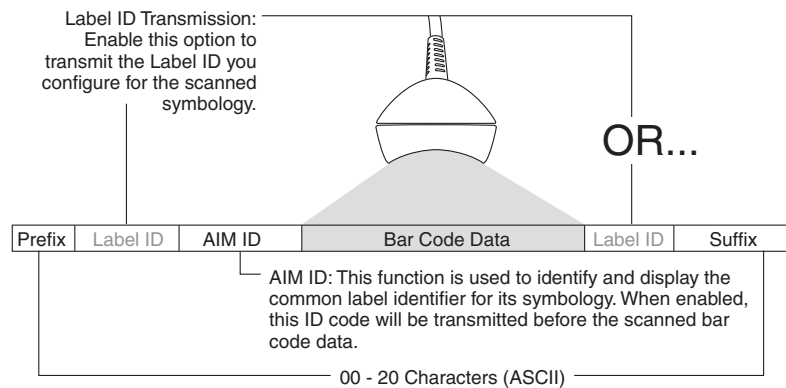 Label ID Transmission:
Enable this option to
transmit the Label ID you
configure for the scanned
symbology.
OR...
Prefix Label ID AIM ID Bar Code Data Label ID Suffix
AIM ID: This function is used to identify and display the
common label identifier for its symbology. When enabled,
this ID code will be transmitted before the scanned bar
code data.
00 - 20 Characters (ASCII)